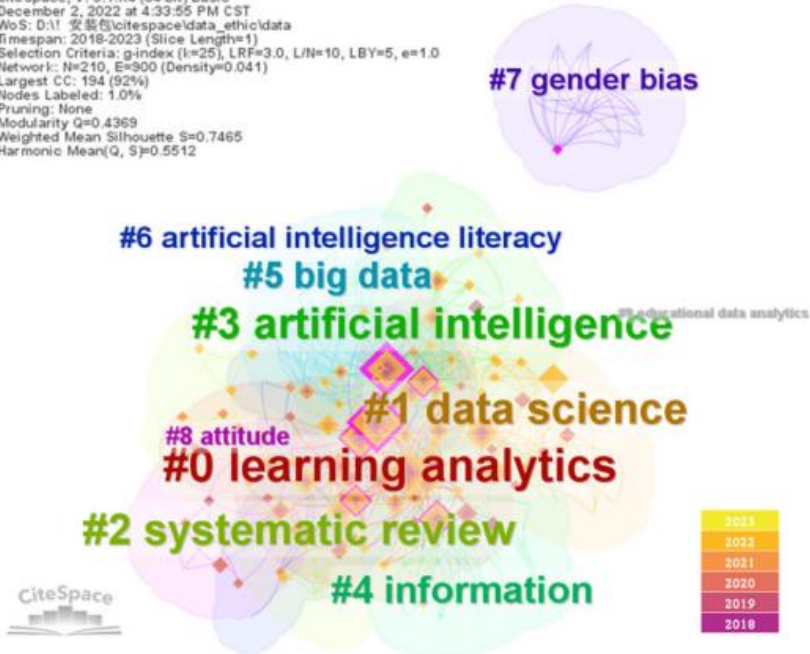 December 2, 2022 at 4:33:55 PM CST
WoS: D:\! 安装包\citespace\data_ethic\data
Timespan: 2018-2023 (Slice Length=1)
Selection Criteria: g-index (k=25), LRF=3.0, L/N=10, LBY=5, e=1.0
Network: N=210, E=900 (Density=0.041)
Largest CC: 194 (92%)
Nodes Labeled: 1.0%
Pruning: None
Modularity Q=0.4369
Weighted Mean Silhouette S=0.7465
Harmonic Mean(Q, S)=0.5512
#7 gender bias
#6 artificial intelligence literacy
#5 big data
#3 artificial intelligence
educational data analytics
#1 data science
#8 attitude
#0 learning analytics
#2 systematic review
#4 information
CiteSpace
2023
2022
2021
2020
2019
2018